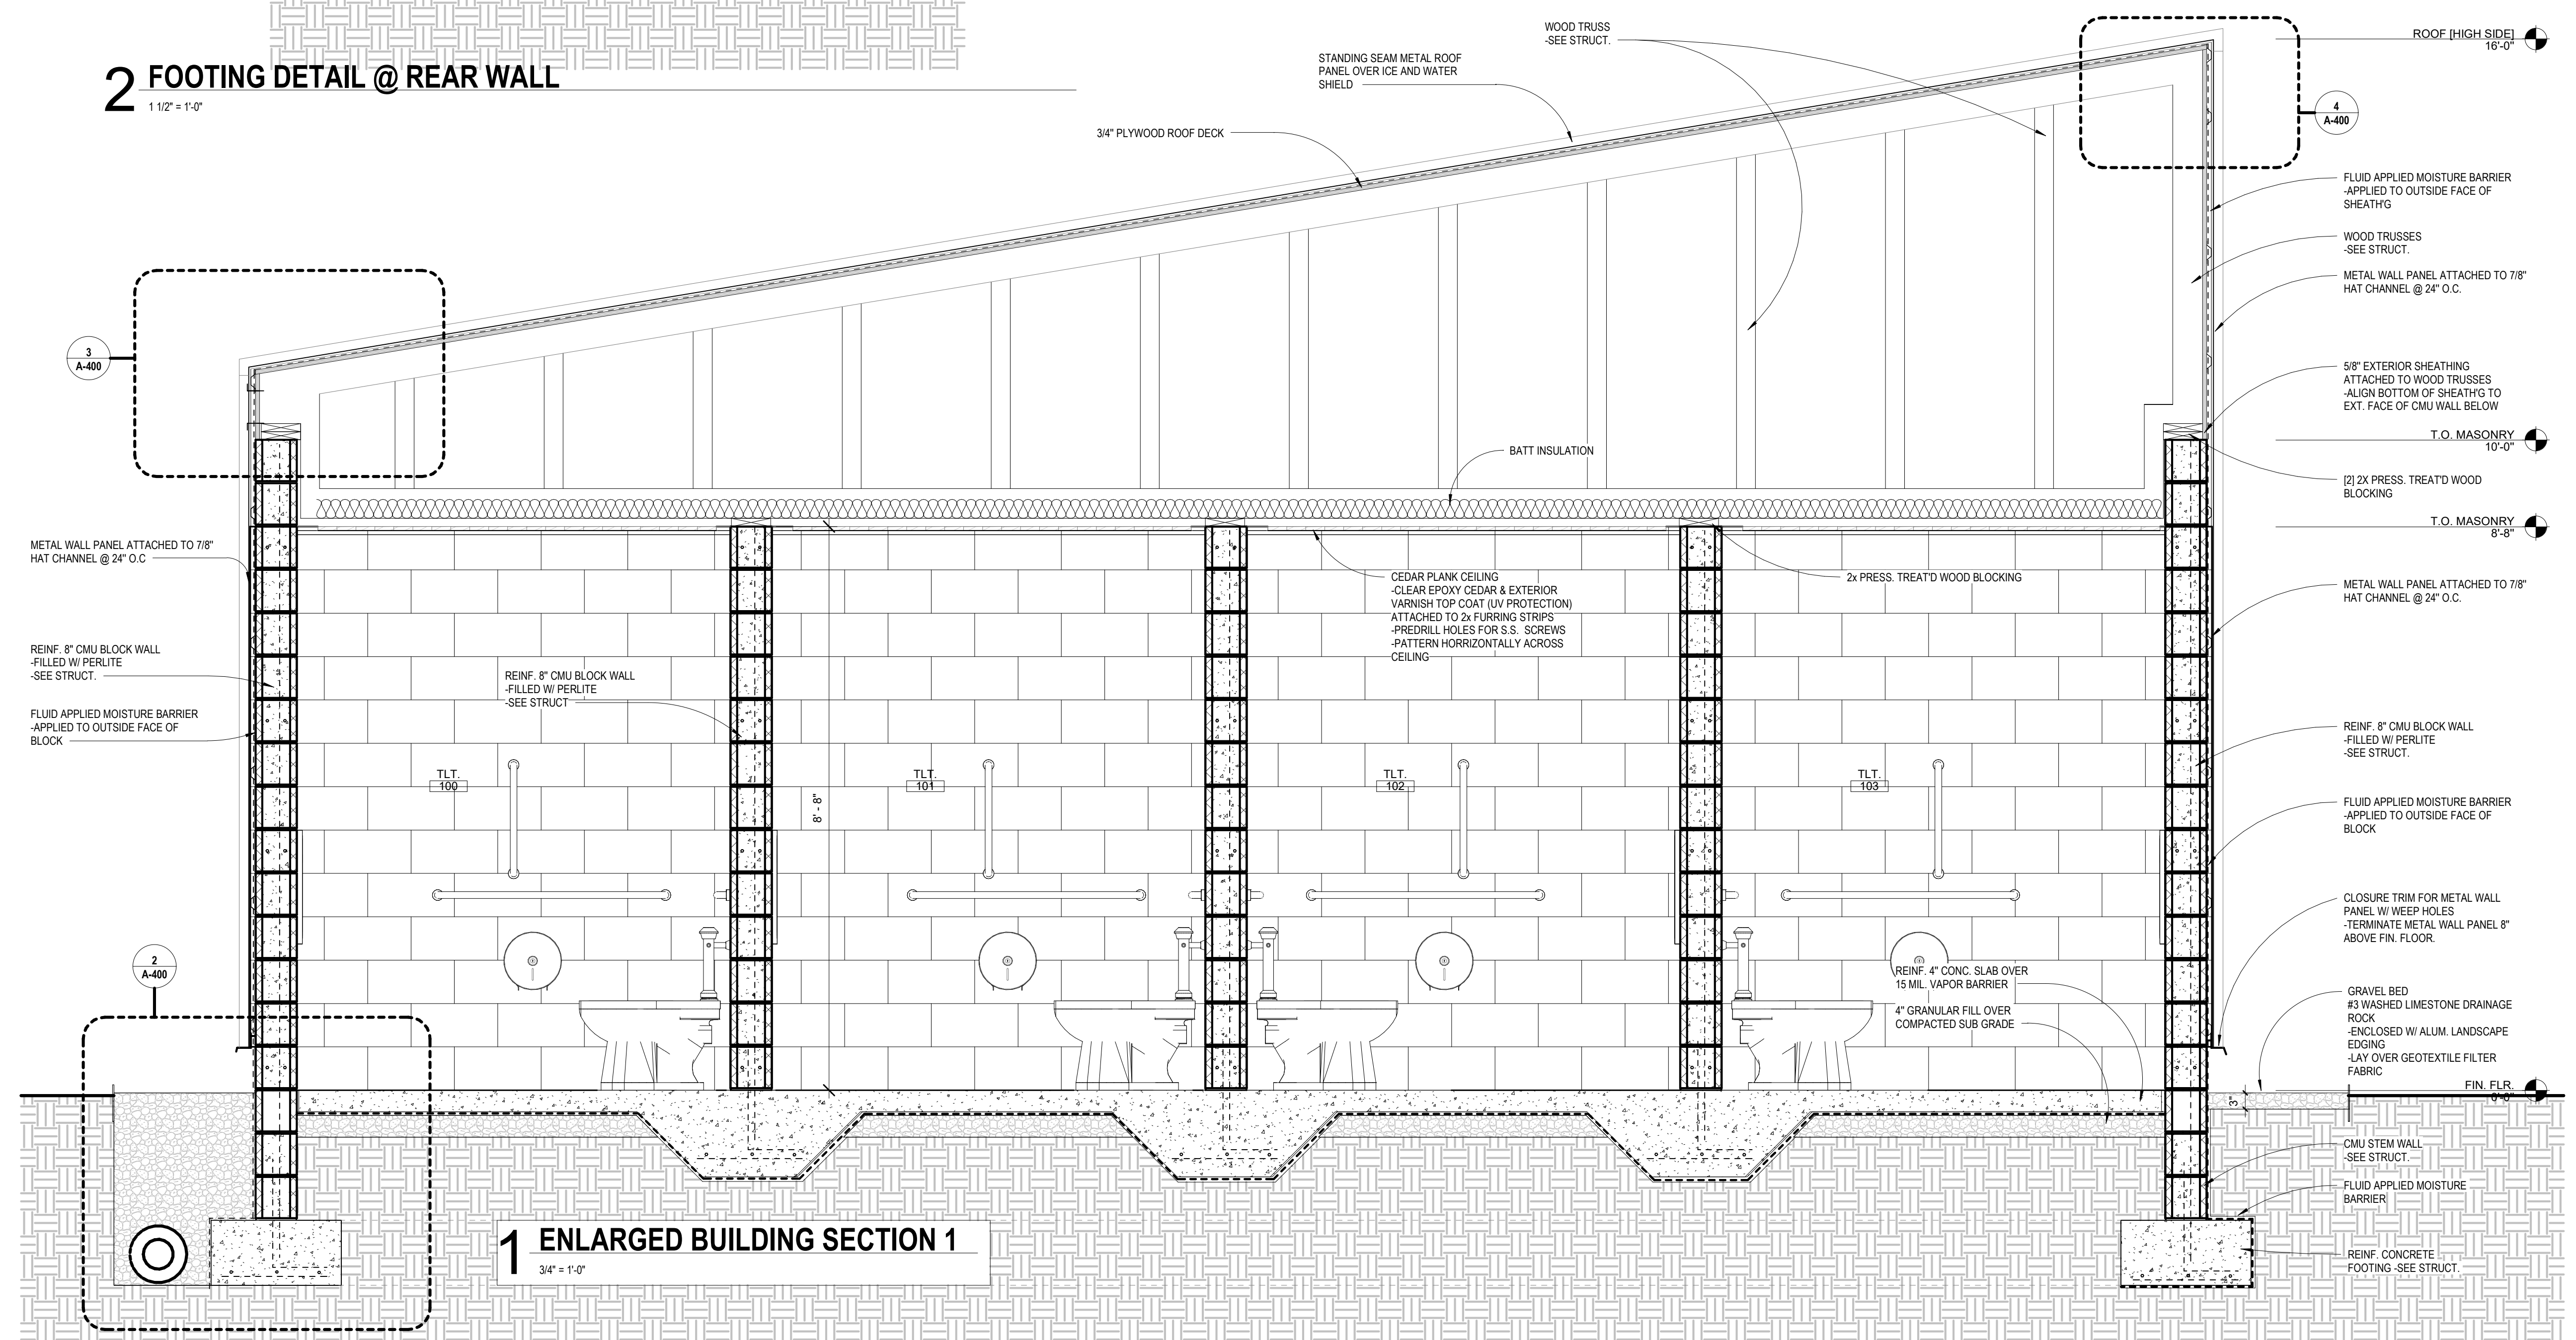 2 FOOTING DETAIL @ REAR WALL
1 1/2" = 1'-0"
WOOD TRUSS
-SEE STRUCT.
STANDING SEAM METAL ROOF
PANEL OVER ICE AND WATER
SHIELD
3/4" PLYWOOD ROOF DECK
ROOF [HIGH SIDE]
16'-0"
4
A-400
FLUID APPLIED MOISTURE BARRIER
-APPLIED TO OUTSIDE FACE OF
SHEATH'G
WOOD TRUSSES
-SEE STRUCT.
METAL WALL PANEL ATTACHED TO 7/8"
HAT CHANNEL @ 24" O.C.
3
A-400
5/8" EXTERIOR SHEATHING
ATTACHED TO WOOD TRUSSES
-ALIGN BOTTOM OF SHEATH'G TO
EXT. FACE OF CMU WALL BELOW
T.O. MASONRY
10'-0"
BATT INSULATION
[2] 2X PRESS. TREAT'D WOOD
BLOCKING
T.O. MASONRY
8'-8"
METAL WALL PANEL ATTACHED TO 7/8"
HAT CHANNEL @ 24" O.C
CEDAR PLANK CEILING
-CLEAR EPOXY CEDAR & EXTERIOR
VARNISH TOP COAT (UV PROTECTION)
ATTACHED TO 2x FURRING STRIPS
-PREDRILL HOLES FOR S.S. SCREWS
-PATTERN HORRIZONTALLY ACROSS
CEILING
2x PRESS. TREAT'D WOOD BLOCKING
METAL WALL PANEL ATTACHED TO 7/8"
HAT CHANNEL @ 24" O.C.
REINF. 8" CMU BLOCK WALL
-FILLED W/ PERLITE
-SEE STRUCT.
REINF. 8" CMU BLOCK WALL
-FILLED W/ PERLITE
-SEE STRUCT
FLUID APPLIED MOISTURE BARRIER
-APPLIED TO OUTSIDE FACE OF
BLOCK
REINF. 8" CMU BLOCK WALL
-FILLED W/ PERLITE
-SEE STRUCT.
TLT.
100
TLT.
101
8' - 8"
TLT.
102
TLT.
103
FLUID APPLIED MOISTURE BARRIER
-APPLIED TO OUTSIDE FACE OF
BLOCK
CLOSURE TRIM FOR METAL WALL
PANEL W/ WEEP HOLES
-TERMINATE METAL WALL PANEL 8"
ABOVE FIN. FLOOR.
2
A-400
REINF. 4" CONC. SLAB OVER
15 MIL. VAPOR BARRIER
4" GRANULAR FILL OVER
COMPACTED SUB GRADE
GRAVEL BED
#3 WASHED LIMESTONE DRAINAGE
ROCK
-ENCLOSED W/ ALUM. LANDSCAPE
EDGING
-LAY OVER GEOTEXTILE FILTER
FABRIC
FIN. FLR.
0'-0"
3"
CMU STEM WALL
-SEE STRUCT.
FLUID APPLIED MOISTURE
BARRIER
REINF. CONCRETE
FOOTING -SEE STRUCT.
1 ENLARGED BUILDING SECTION 1
3/4" = 1'-0"